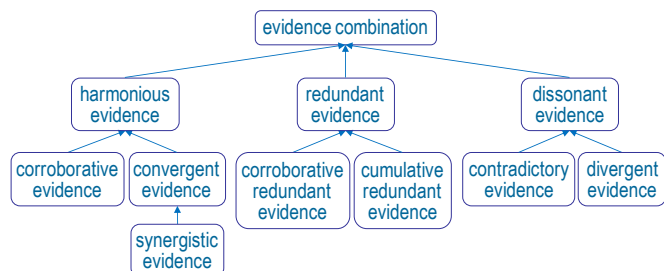 evidence combination
harmonious
evidence
redundant
evidence
dissonant
evidence
corroborative
evidence
convergent
evidence
corroborative
redundant
evidence
cumulative
redundant
evidence
contradictory
evidence
divergent
evidence
synergistic
evidence